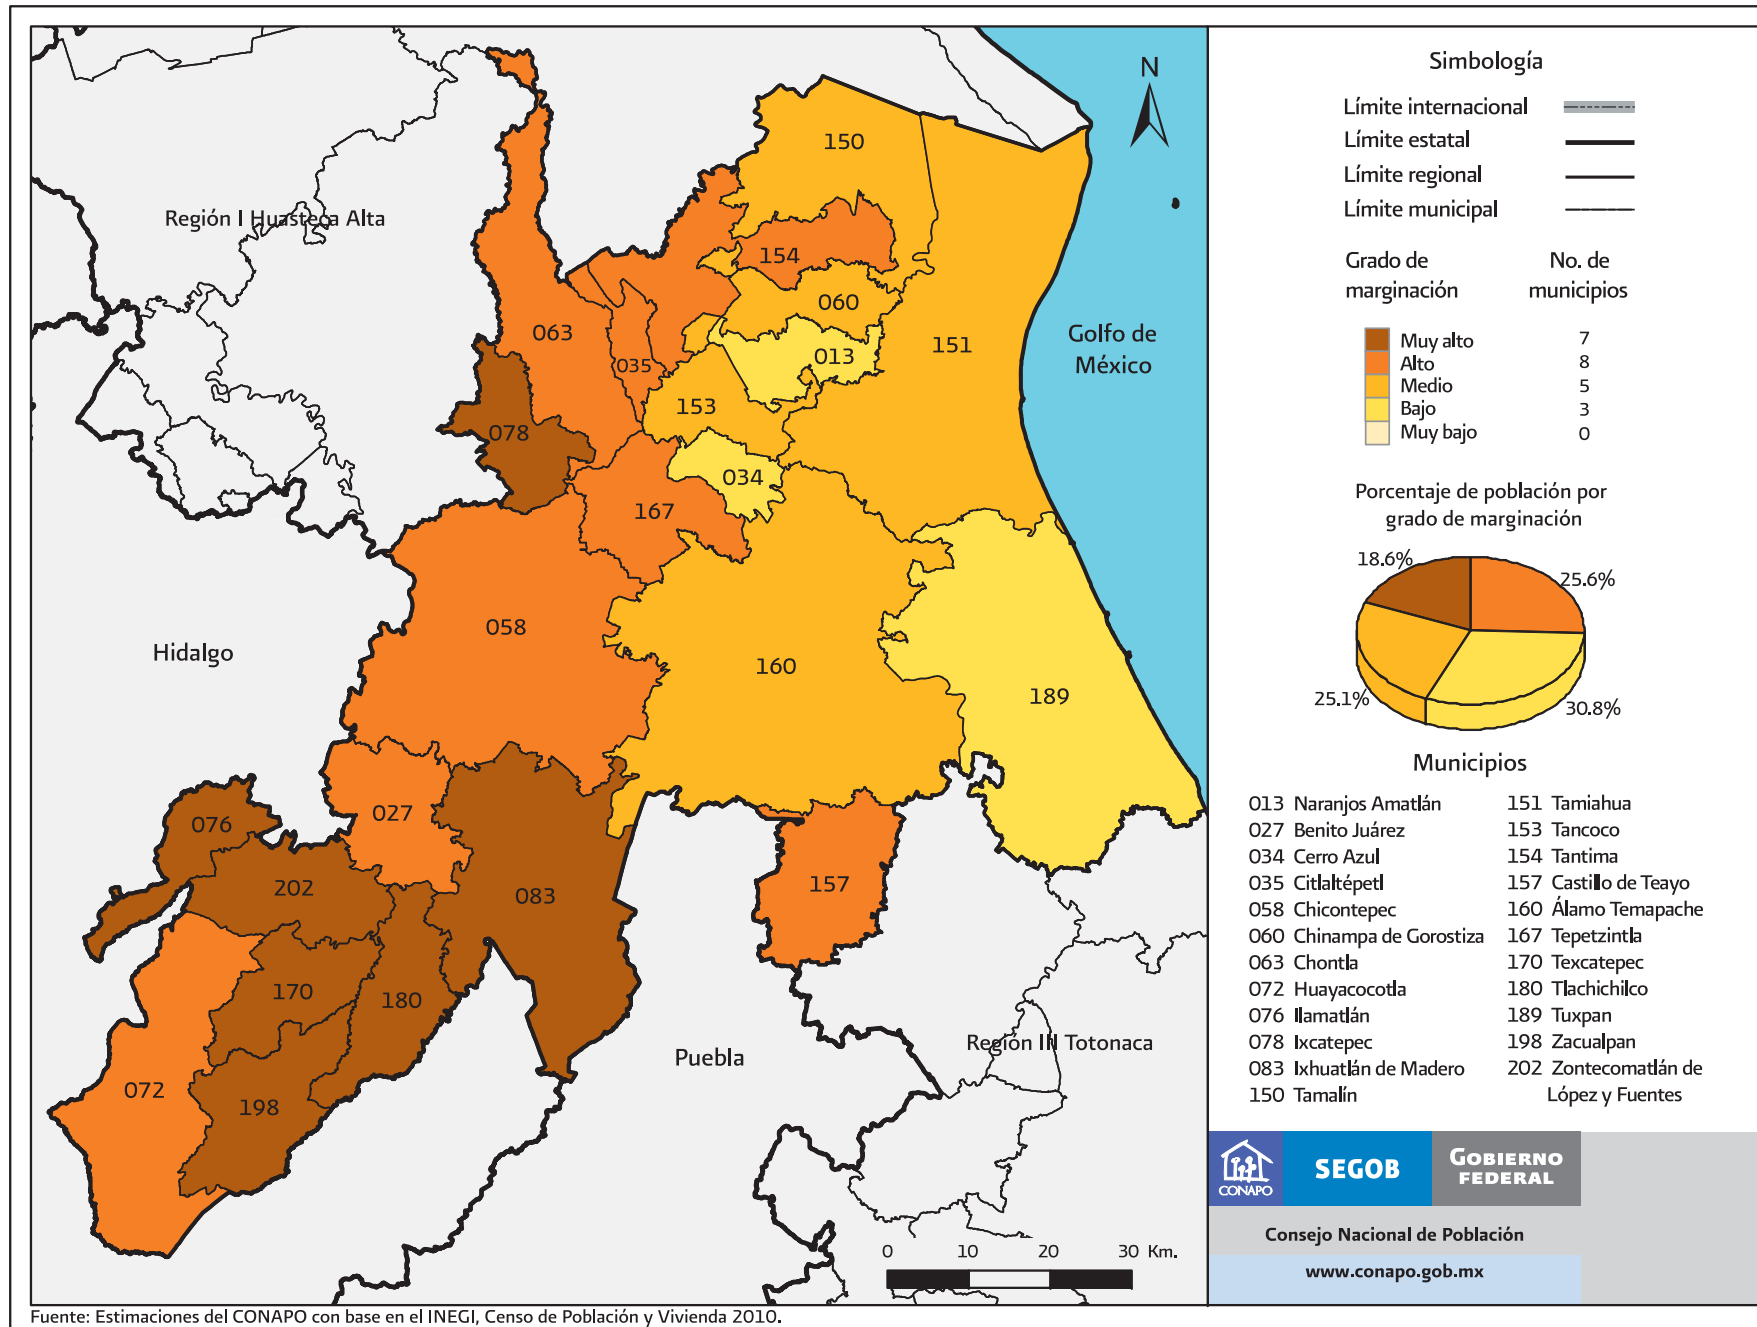 N
150
Región I Huasteca Alta
154
060
063
013
151
035
Golfo de
México
153
078
034
167
058
Hidalgo
160
189
027
076
202
157
083
170
180
Puebla
Región III Totonaca
072
198
0 10 20 30 Km.
Simbología
Límite internacional
Límite estatal
Límite regional
Límite municipal
Grado de
marginación
No. de
municipios
Muy alto 7
Alto 8
Medio 5
Bajo 3
Muy bajo 0
Porcentaje de población por
grado de marginación
18.6%
25.6%
25.1%
30.8%
Municipios
013 Naranjos Amatlán
027 Benito Juárez
034 Cerro Azul
035 Citlaltépetl
058 Chicontepec
060 Chinampa de Gorostiza
063 Chontla
072 Huayacocotla
076 Ilamatlán
078 Ixcatepec
083 Ixhuatlán de Madero
150 Tamalín
151 Tamiahua
153 Tancoco
154 Tantima
157 Castillo de Teayo
160 Álamo Temapache
167 Tepetzintla
170 Texcatepec
180 Tlachichilco
189 Tuxpan
198 Zacualpan
202 Zontecomatlán de
López y Fuentes
CONAPO
SEGOB
GOBIERNO
FEDERAL
Consejo Nacional de Población
www.conapo.gob.mx
Fuente: Estimaciones del CONAPO con base en el INEGI, Censo de Población y Vivienda 2010.